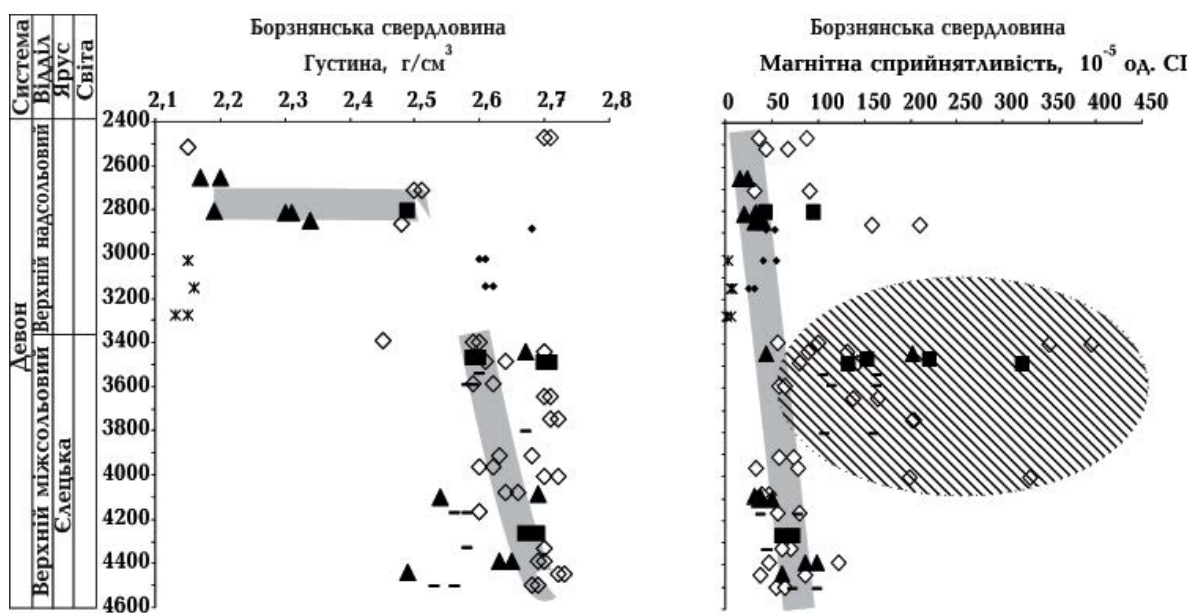 Система
Відділ
Ярус
Світа
Девон
Верхній надсольовий
Верхній міжсольовий
Єлецька
Борзнянська свердловина
Густина, г/см³
2,1 2,2 2,3 2,4 2,5 2,6 2,7 2,8
2400
2600
2800
3000
3200
3400
3600
3800
4000
4200
4400
4600
Борзнянська свердловина
Магнітна сприйнятливість, 10⁻⁵ од. СІ
0 50 100 150 200 250 300 350 400 450